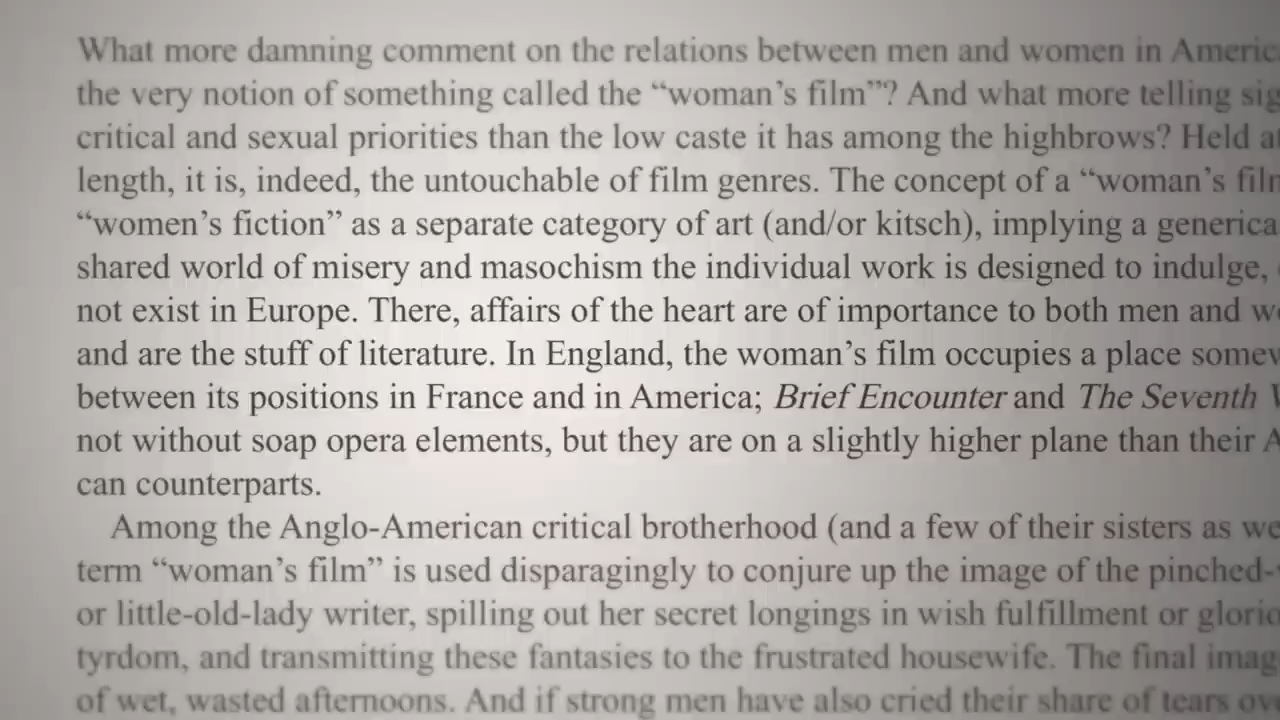 What more damning comment on the relations between men and women in Americ
the very notion of something called the “woman’s film”? And what more telling sig
critical and sexual priorities than the low caste it has among the highbrows? Held a
length, it is, indeed, the untouchable of film genres. The concept of a “woman’s film
“women’s fiction” as a separate category of art (and/or kitsch), implying a generica
shared world of misery and masochism the individual work is designed to indulge,
not exist in Europe. There, affairs of the heart are of importance to both men and w
and are the stuff of literature. In England, the woman’s film occupies a place somew
between its positions in France and in America; Brief Encounter and The Seventh
not without soap opera elements, but they are on a slightly higher plane than their A
can counterparts.
Among the Anglo-American critical brotherhood (and a few of their sisters as we
term “woman’s film” is used disparagingly to conjure up the image of the pinched-
or little-old-lady writer, spilling out her secret longings in wish fulfillment or glorio
tyrdom, and transmitting these fantasies to the frustrated housewife. The final imag
of wet, wasted afternoons. And if strong men have also cried their share of tears ov